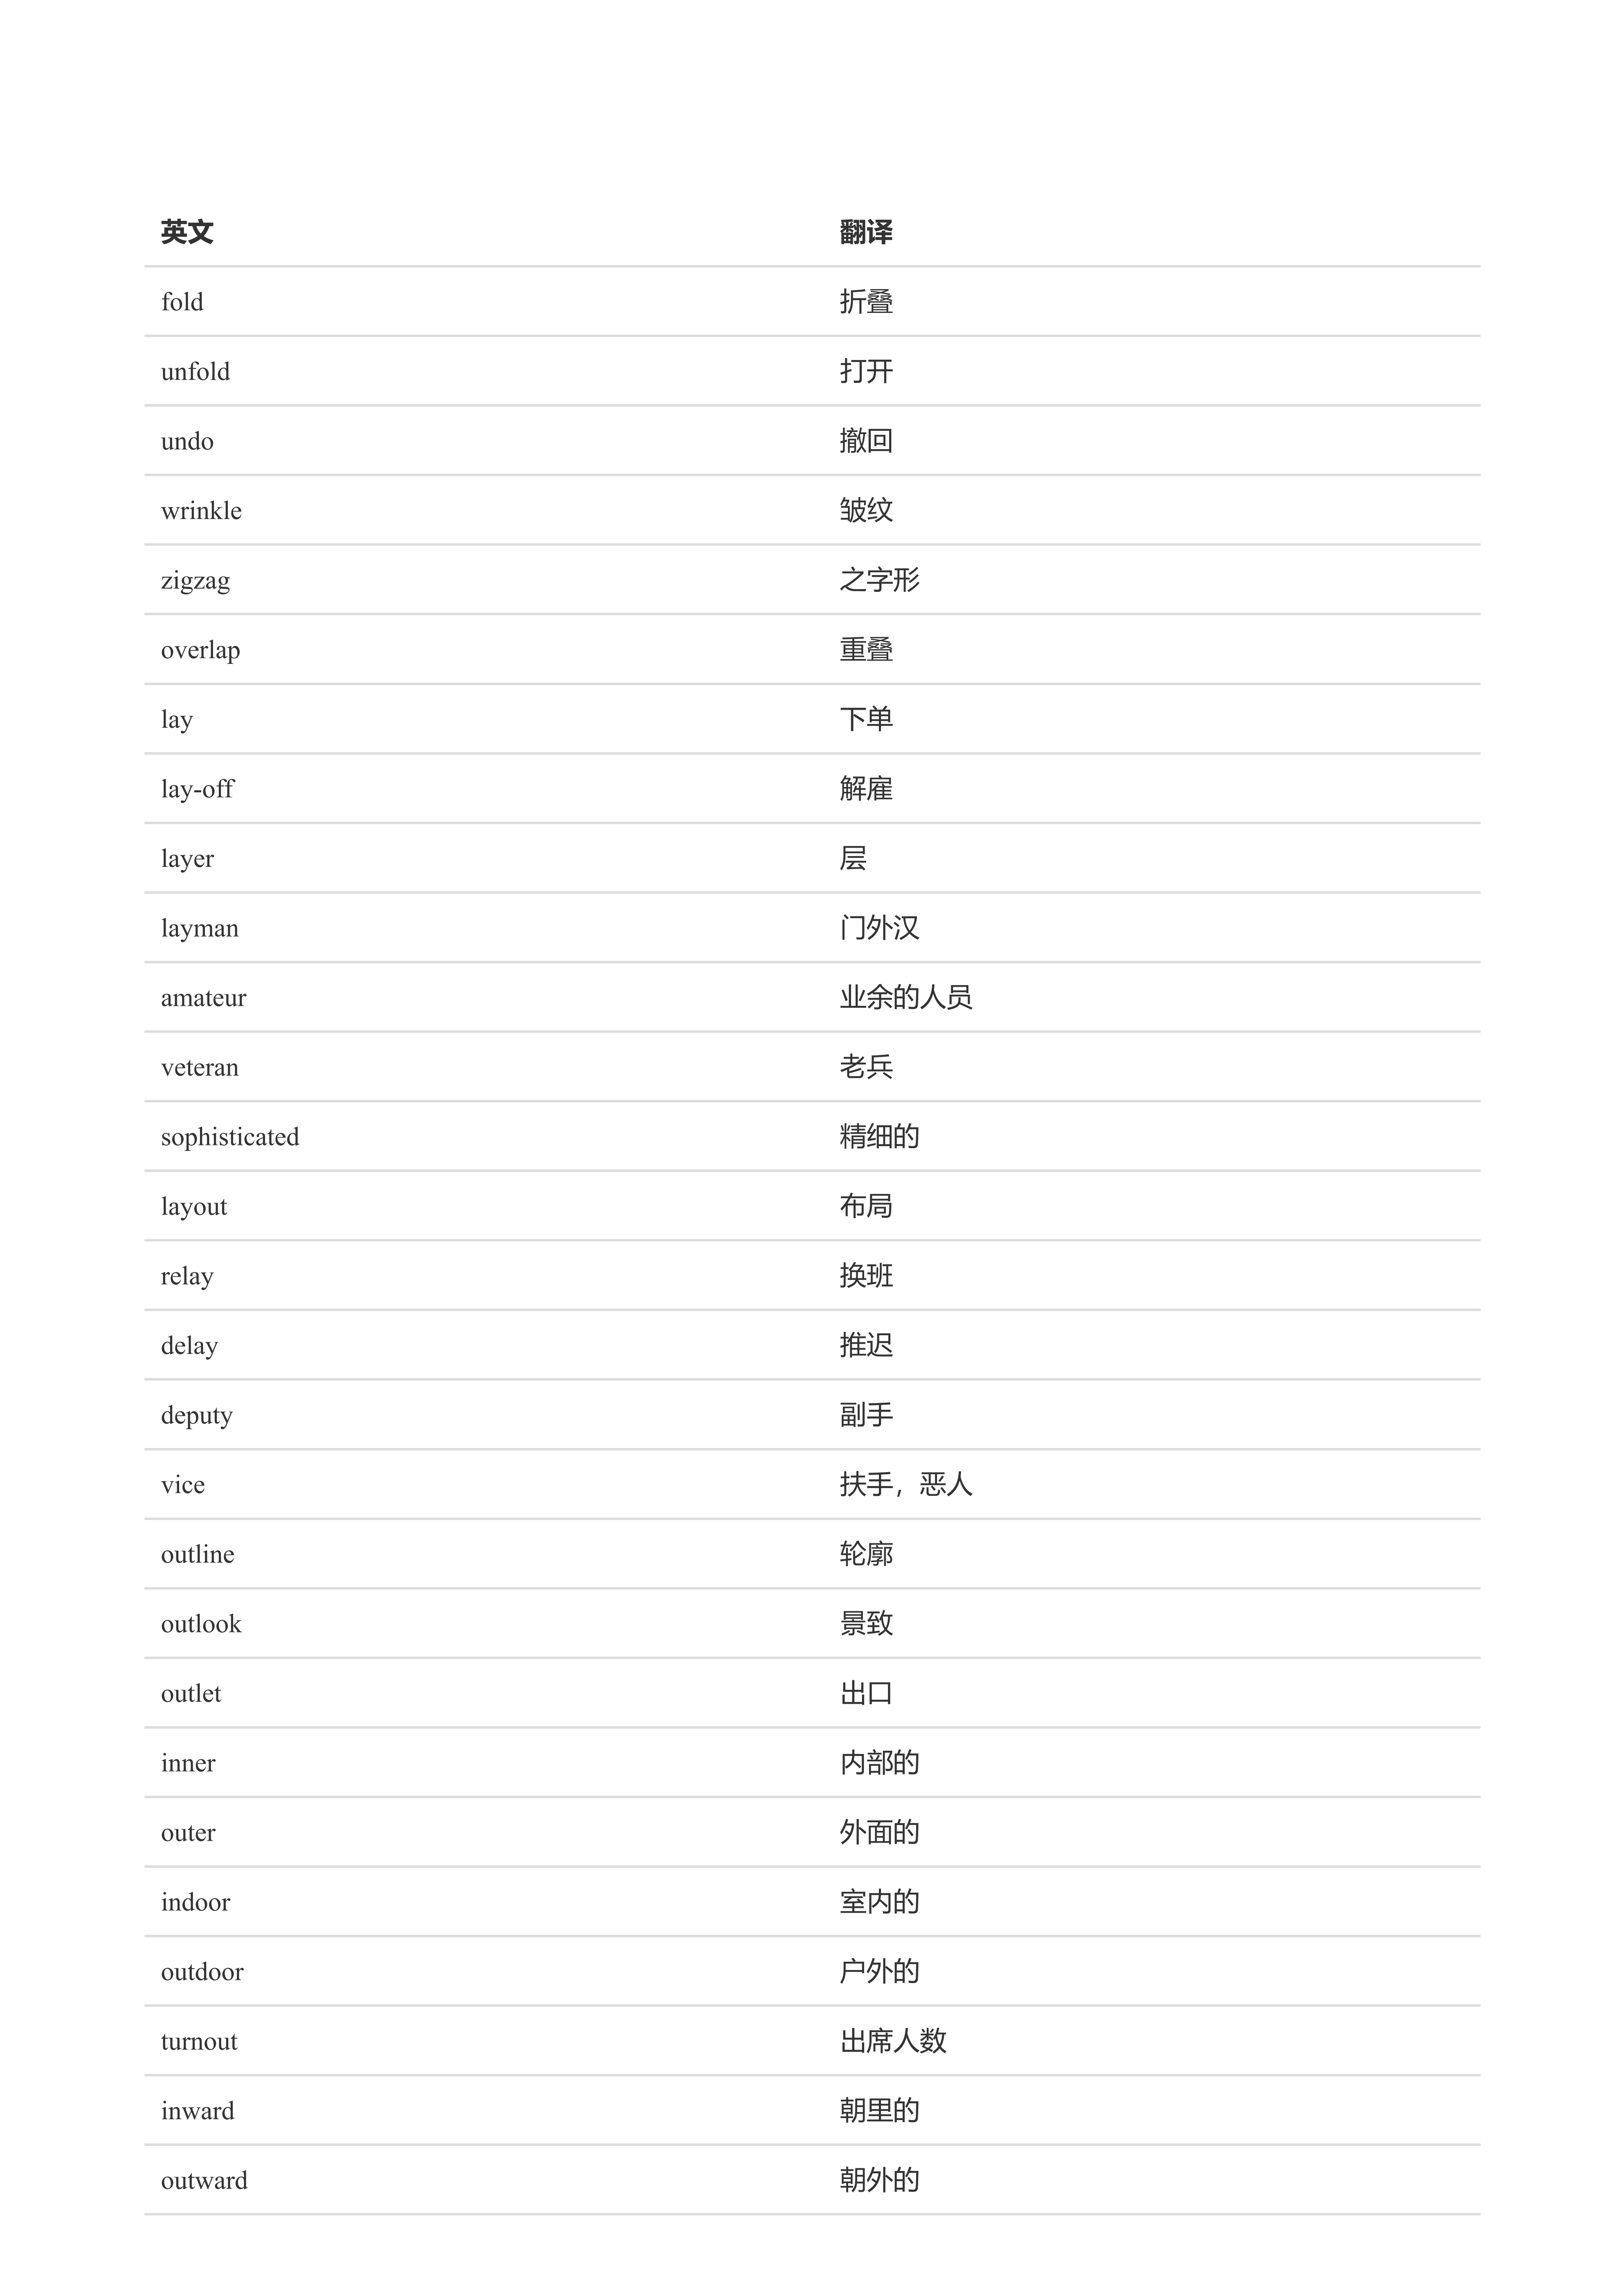 英文 翻译
fold 折叠
unfold 打开
undo 撤回
wrinkle 皱纹
zigzag 之字形
overlap 重叠
lay 下单
lay-off 解雇
layer 层
layman 门外汉
amateur 业余的人员
veteran 老兵
sophisticated 精细的
layout 布局
relay 换班
delay 推迟
deputy 副手
vice 扶手，恶人
outline 轮廓
outlook 景致
outlet 出口
inner 内部的
outer 外面的
indoor 室内的
outdoor 户外的
turnout 出席人数
inward 朝里的
outward 朝外的